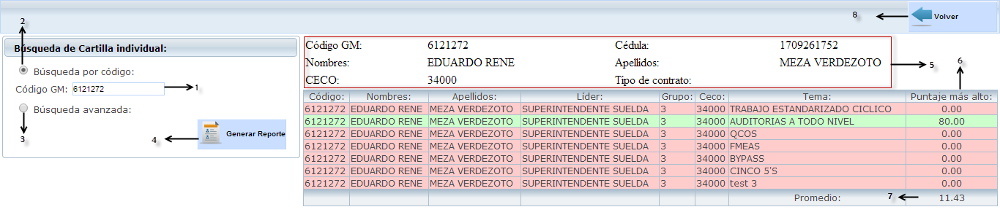 8 Volver
2
Búsqueda de Cartilla individual:
Búsqueda por código:
Código GM: 6121272 1
Búsqueda avanzada:
3
4 Generar Reporte
Código GM: 6121272 Cédula: 1709261752
Nombres: EDUARDO RENE Apellidos: MEZA VERDEZOTO
CECO: 34000 Tipo de contrato:
5
6
Código: Nombres: Apellidos: Líder: Grupo: Ceco: Tema: Puntaje más alto:
6121272 EDUARDO RENE MEZA VERDEZOTO SUPERINTENDENTE SUELDA 3 34000 TRABAJO ESTANDARIZADO CICLICO 0.00
6121272 EDUARDO RENE MEZA VERDEZOTO SUPERINTENDENTE SUELDA 3 34000 AUDITORIAS A TODO NIVEL 80.00
6121272 EDUARDO RENE MEZA VERDEZOTO SUPERINTENDENTE SUELDA 3 34000 QCOS 0.00
6121272 EDUARDO RENE MEZA VERDEZOTO SUPERINTENDENTE SUELDA 3 34000 FMEAS 0.00
6121272 EDUARDO RENE MEZA VERDEZOTO SUPERINTENDENTE SUELDA 3 34000 BYPASS 0.00
6121272 EDUARDO RENE MEZA VERDEZOTO SUPERINTENDENTE SUELDA 3 34000 CINCO 5'S 0.00
6121272 EDUARDO RENE MEZA VERDEZOTO SUPERINTENDENTE SUELDA 3 34000 test 3 0.00
Promedio: 7 11.43